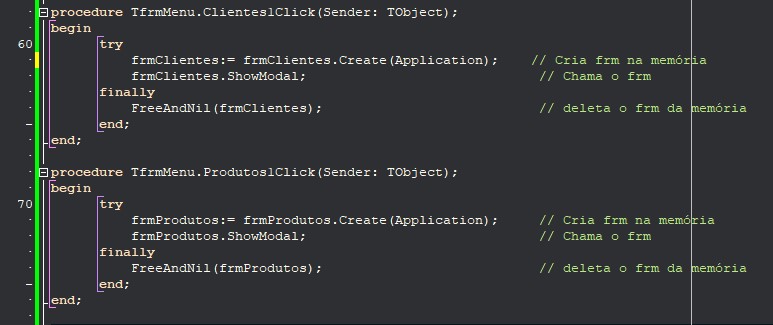 procedure TfrmMenu.Clientes1Click(Sender: TObject);
begin
60 try
frmClientes:= frmClientes.Create(Application); // Cria frm na memória
frmClientes.ShowModal; // Chama o frm
finally
FreeAndNil(frmClientes); // deleta o frm da memória
end;
end;
procedure TfrmMenu.Produtos1Click(Sender: TObject);
begin
70 try
frmProdutos:= frmProdutos.Create(Application); // Cria frm na memória
frmProdutos.ShowModal; // Chama o frm
finally
FreeAndNil(frmProdutos); // deleta o frm da memória
end;
end;